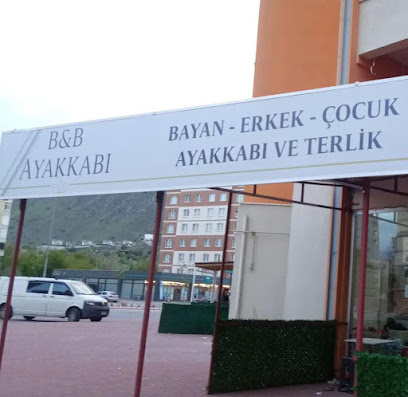 B&B
AYAKKABI
BAYAN - ERKEK - ÇOCUK
AYAKKABI VE TERLİK